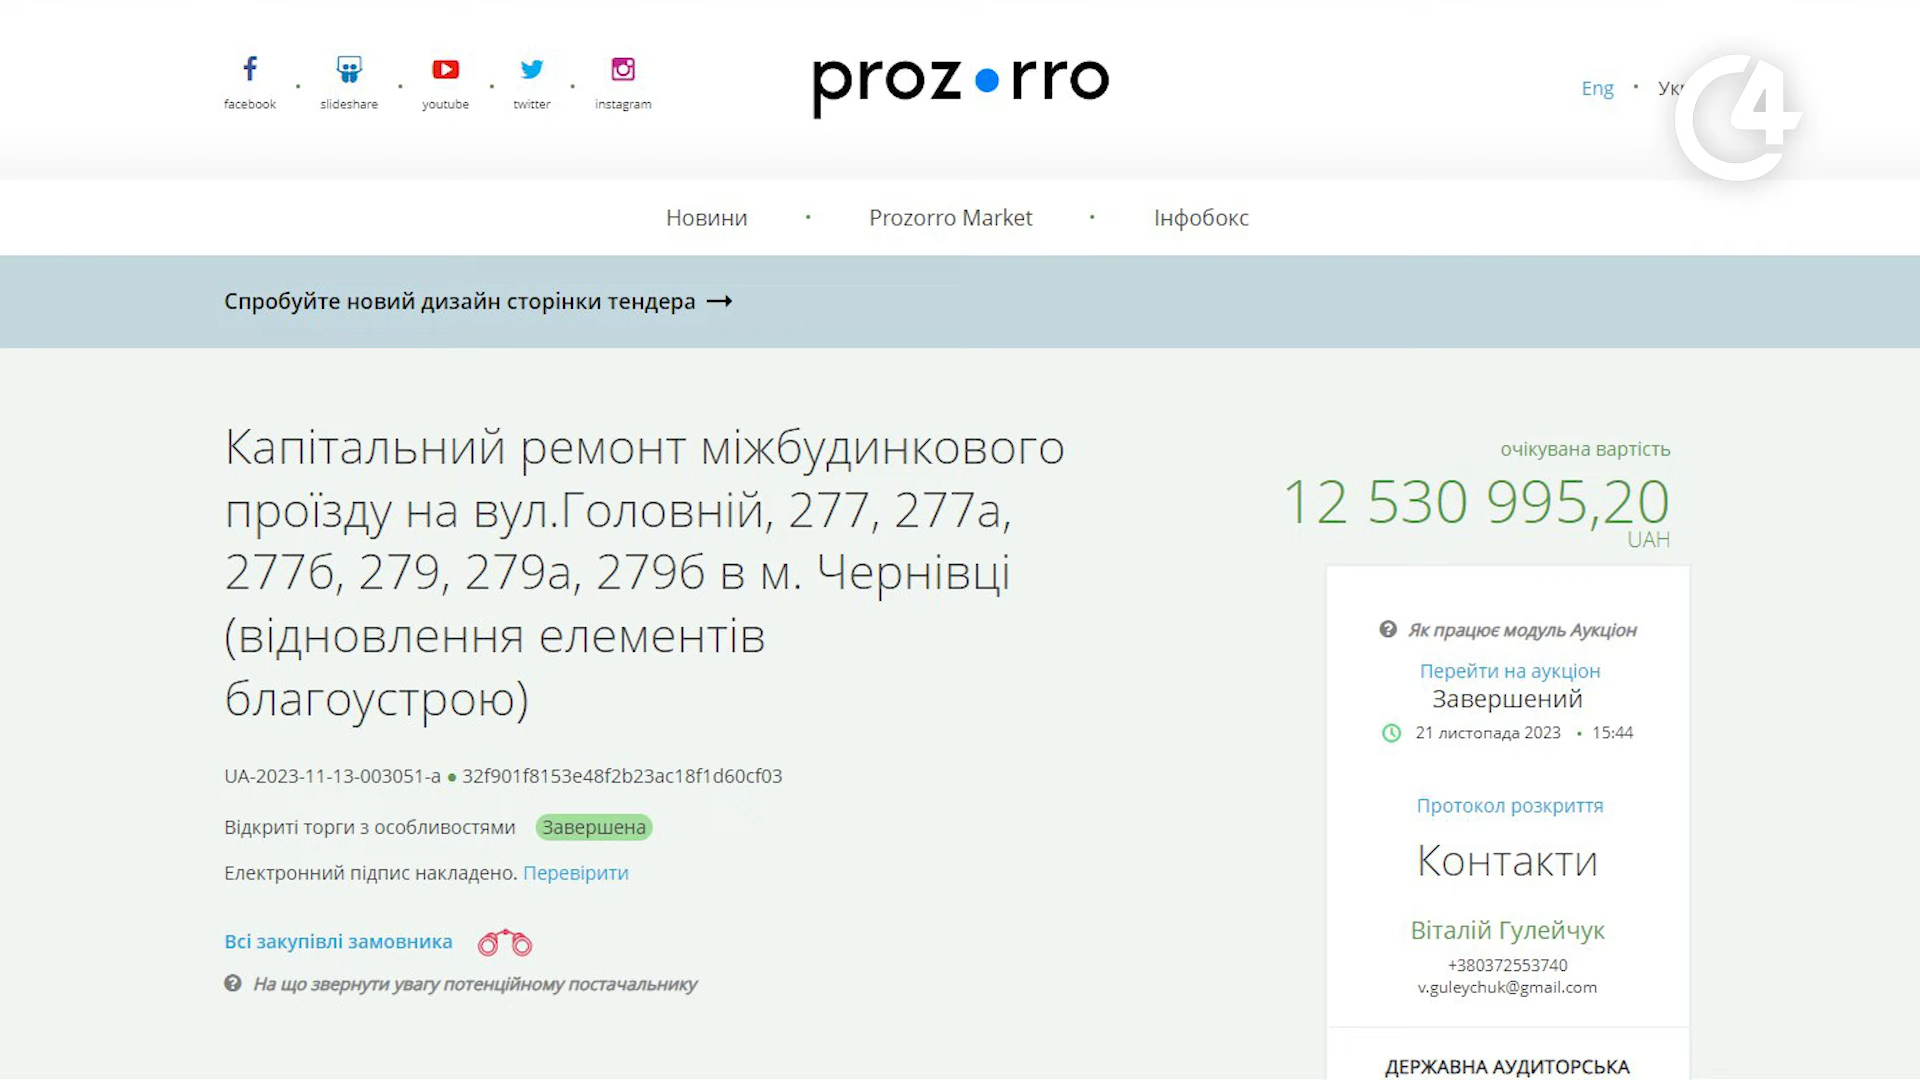 facebook
slideshare
youtube
twitter
instagram
prozorro
Eng
4
Новини
Prozorro Market
Інфобокс
Спробуйте новий дизайн сторінки тендера
Капітальний ремонт міжбудинкового
проїзду на вул.Головній, 277, 277а,
277б, 279, 279а, 279б в м. Чернівці
(відновлення елементів
благоустрою)
UA-2023-11-13-003051-a ● 32f901f8153e48f2b23ac18f1d60cf03
Відкриті торги з особливостями Завершена
Електронний підпис накладено. Перевірити
Всі закупівлі замовника
На що звернути увагу потенційному постачальнику
очікувана вартість
12 530 995,20
UAH
Як працює модуль Аукціон
Перейти на аукціон
Завершений
21 листопада 2023 • 15:44
Протокол розкриття
Контакти
Віталій Гулейчук
+380372553740
v.guleychuk@gmail.com
ДЕРЖАВНА АУДИТОРСЬКА